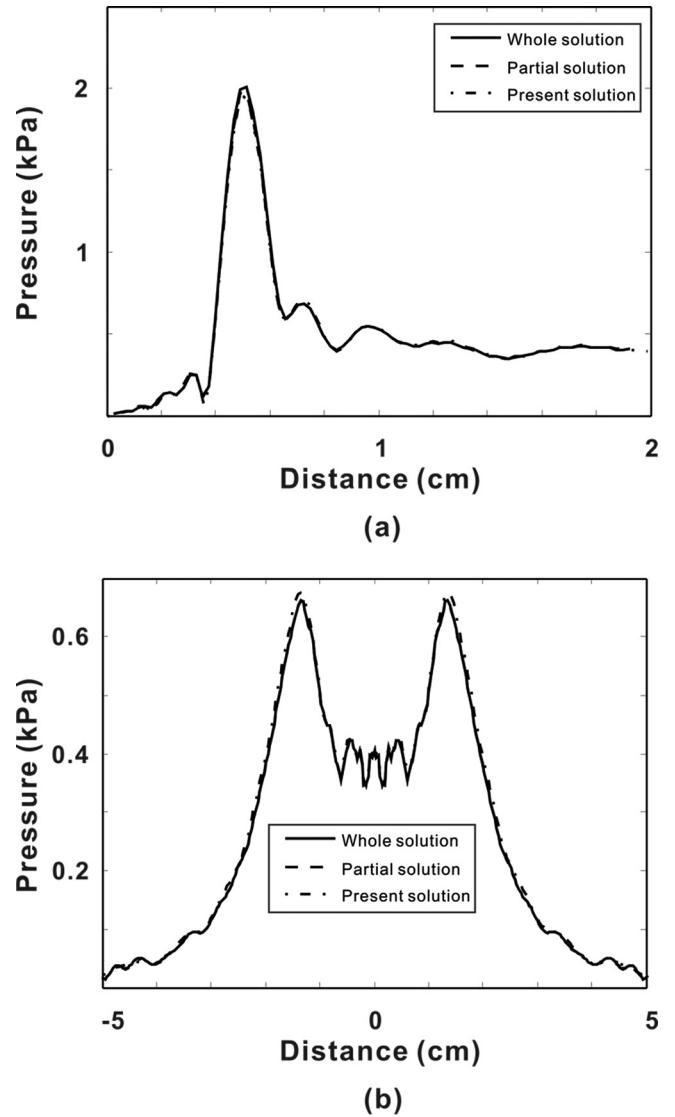 Whole solution
Partial solution
Present solution
2
1
Pressure (kPa)
0 1 2
Distance (cm)
(a)
0.6
0.4
0.2
Pressure (kPa)
Whole solution
Partial solution
Present solution
-5 0 5
Distance (cm)
(b)